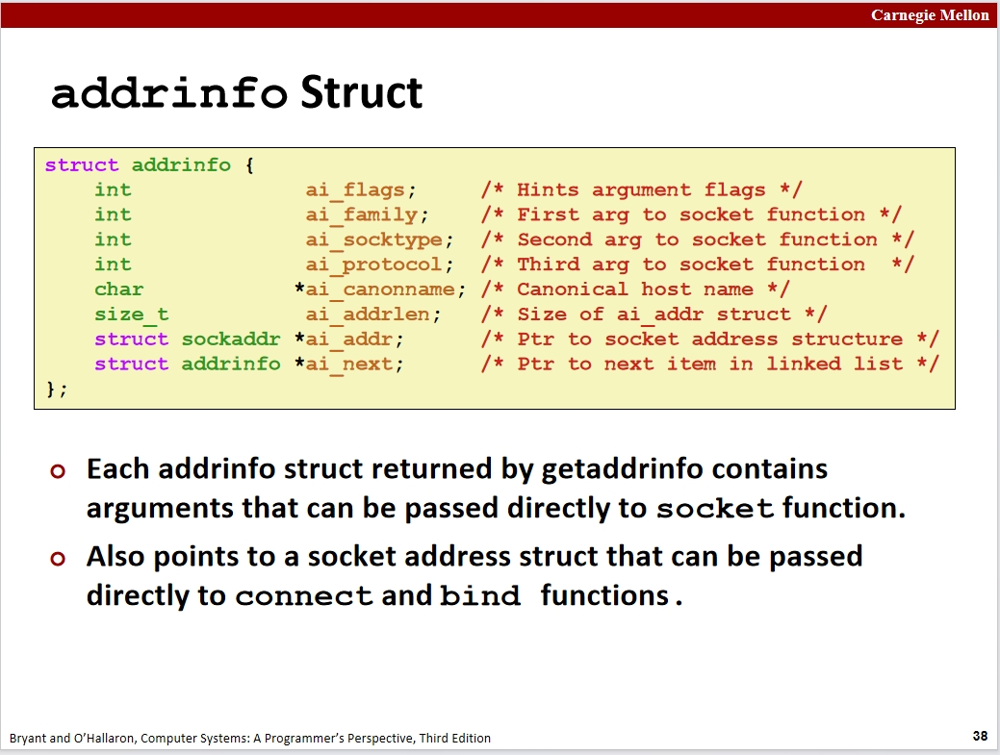 Carnegie Mellon
addrinfo Struct
struct addrinfo {
    int              ai_flags;     /* Hints argument flags */
    int              ai_family;    /* First arg to socket function */
    int              ai_socktype;  /* Second arg to socket function */
    int              ai_protocol;  /* Third arg to socket function  */
    char            *ai_canonname; /* Canonical host name */
    size_t           ai_addrlen;   /* Size of ai_addr struct */
    struct sockaddr *ai_addr;      /* Ptr to socket address structure */
    struct addrinfo *ai_next;      /* Ptr to next item in linked list */
};
Each addrinfo struct returned by getaddrinfo contains
arguments that can be passed directly to socket function.
Also points to a socket address struct that can be passed
directly to connect and bind functions.
Bryant and O’Hallaron, Computer Systems: A Programmer’s Perspective, Third Edition
38